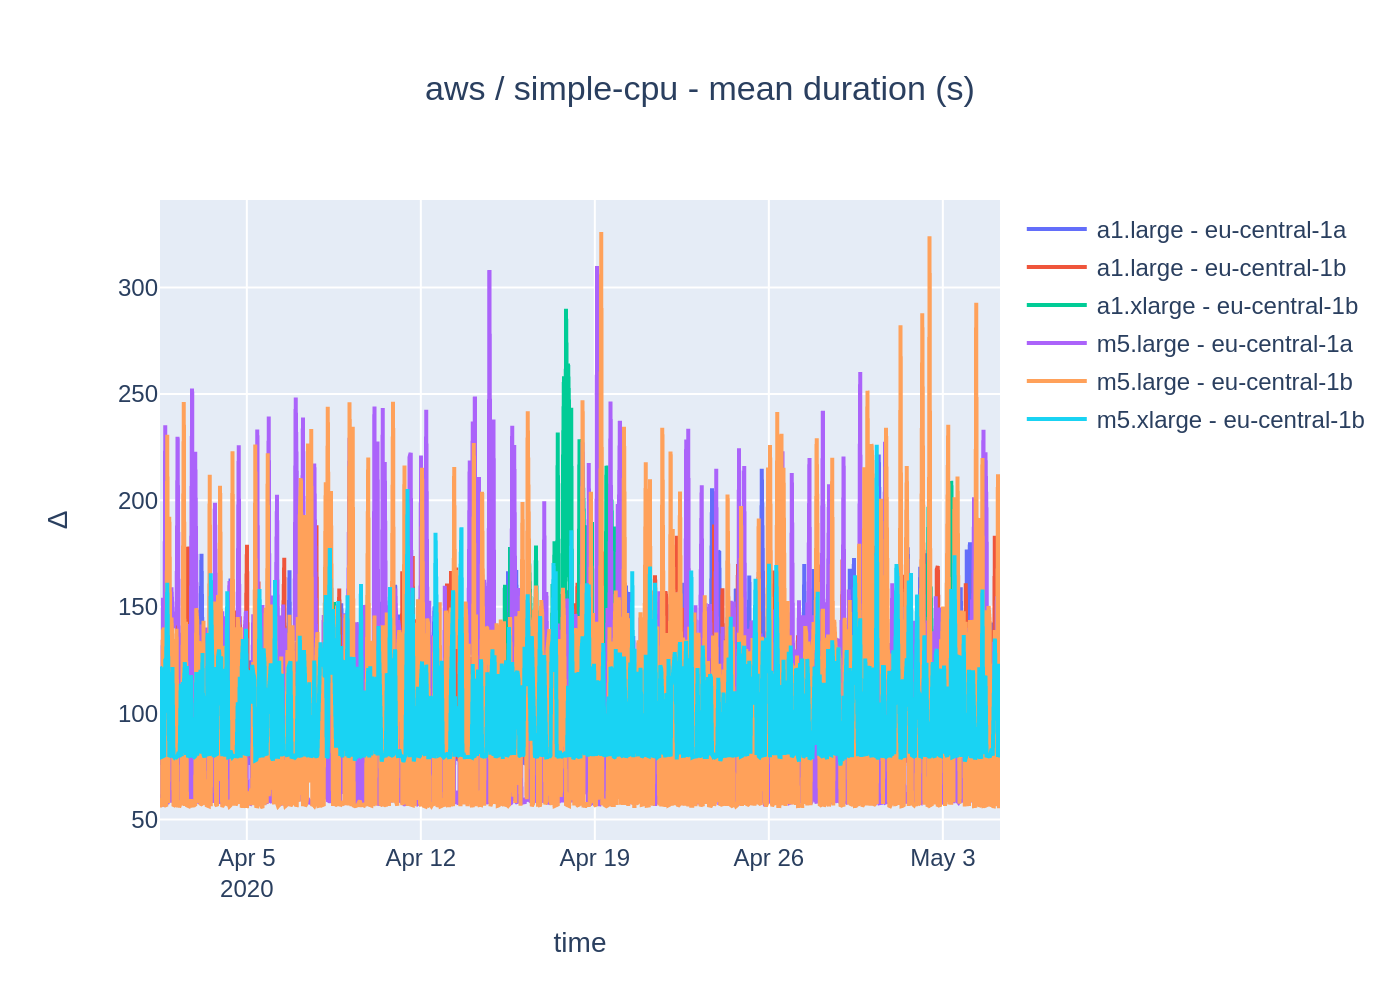 aws / simple-cpu - mean duration (s)
a1.large - eu-central-1a
a1.large - eu-central-1b
a1.xlarge - eu-central-1b
m5.large - eu-central-1a
m5.large - eu-central-1b
m5.xlarge - eu-central-1b
300
250
200
150
100
50
Δ
Apr 5
2020
Apr 12
Apr 19
Apr 26
May 3
time